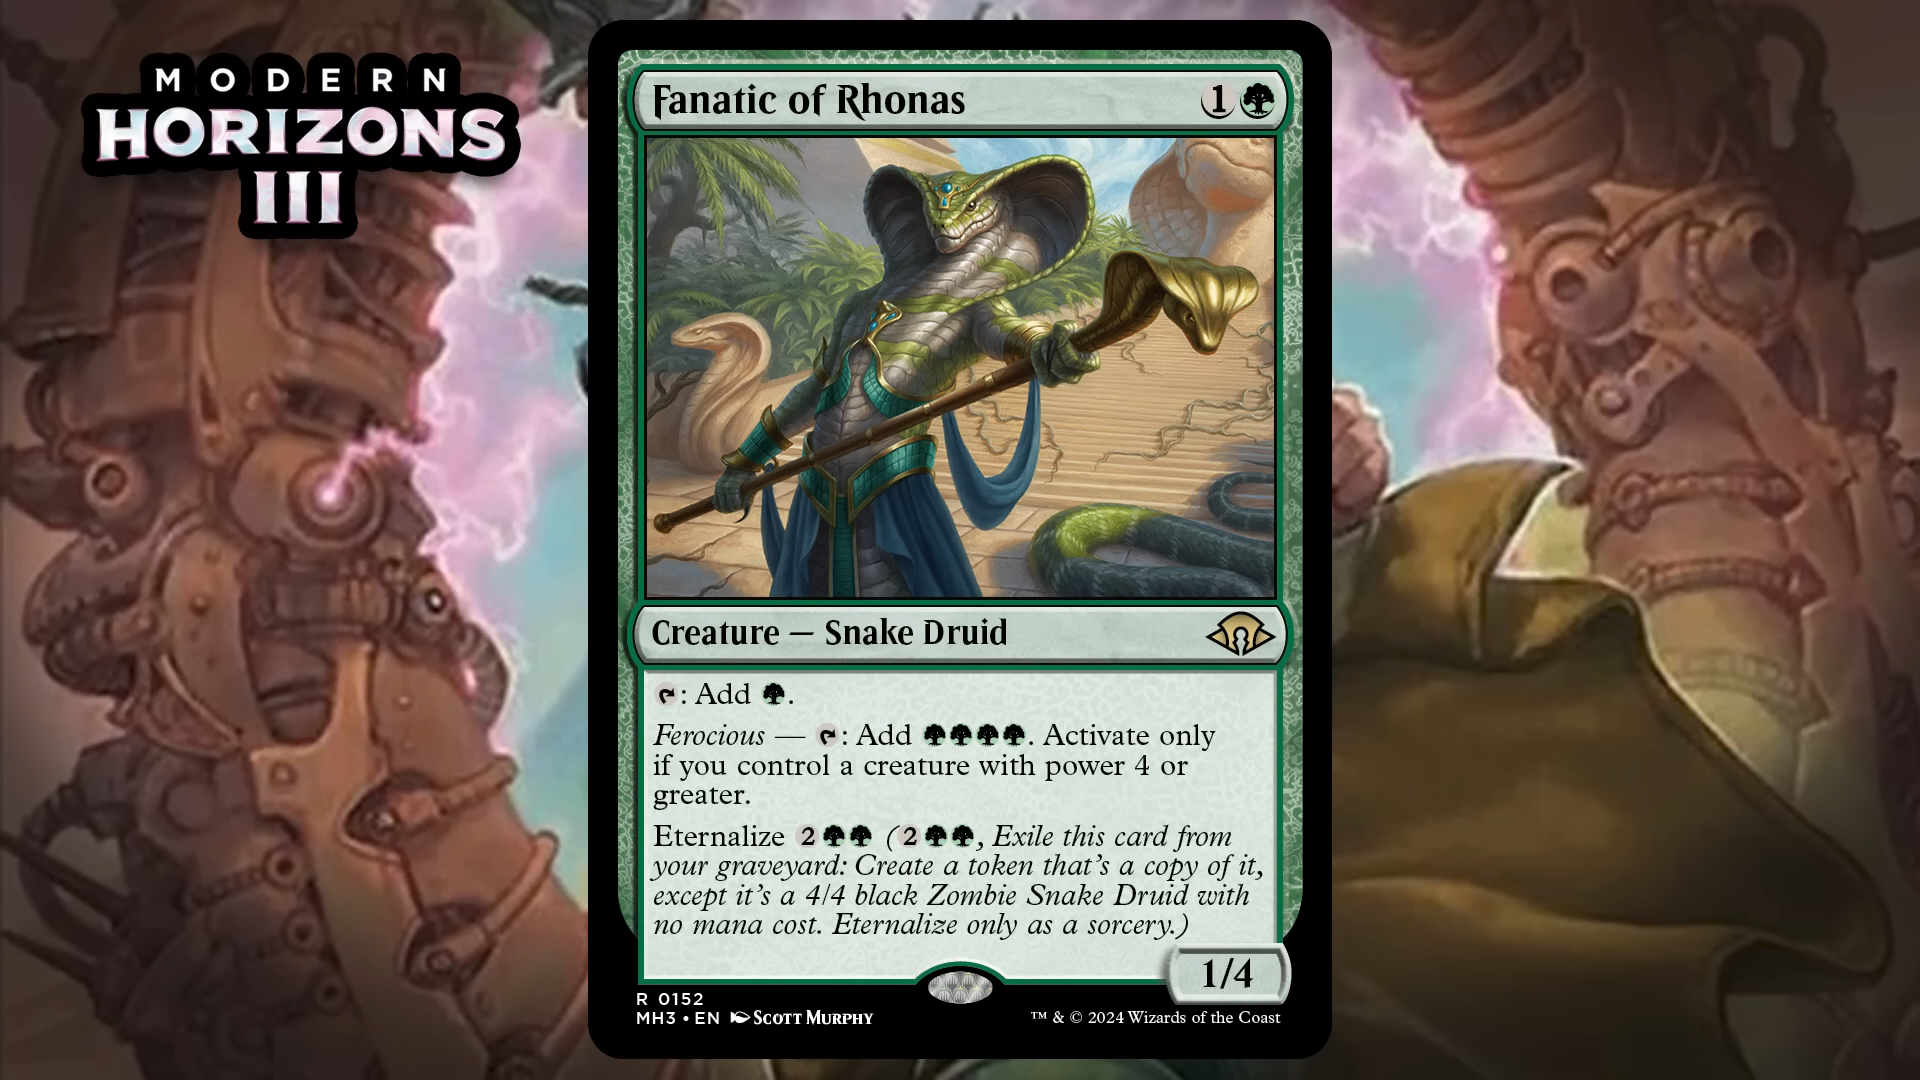 MODERN
HORIZONS
III
Fanatic of Rhonas 1
Creature — Snake Druid
: Add .
Ferocious — : Add . Activate only
if you control a creature with power 4 or
greater.
Eternalize 2 (2, Exile this card from
your graveyard: Create a token that's a copy of it,
except it's a 4/4 black Zombie Snake Druid with
no mana cost. Eternalize only as a sorcery.)
1/4
R 0152
MH3 • EN Scott Murphy
™ & © 2024 Wizards of the Coast